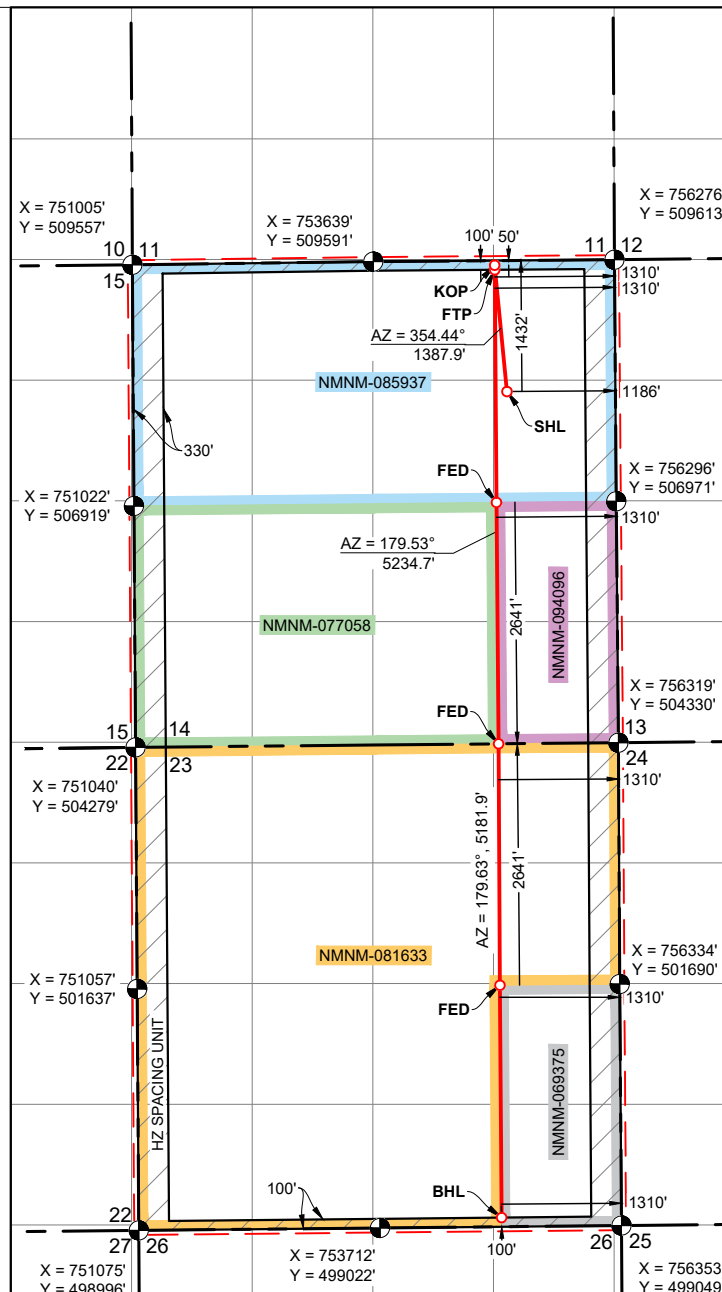 X = 751005'
Y = 509557'
X = 753639'
Y = 509591'
X = 756276
Y = 509613
10
11
15
11
12
100'
50'
1310'
1310'
KOP
FTP
AZ = 354.44°
1387.9'
1432'
NMNM-085937
1186'
SHL
330'
FED
X = 751022'
Y = 506919'
X = 756296'
Y = 506971'
1310'
AZ = 179.53°
5234.7'
2641'
NMNM-094096
NMNM-077058
X = 756319'
Y = 504330'
FED
15
14
22
23
13
24
X = 751040'
Y = 504279'
1310'
AZ = 179.63°, 5181.9'
2641'
NMNM-081633
X = 756334'
Y = 501690'
X = 751057'
Y = 501637'
FED
1310'
HZ SPACING UNIT
NMNM-069375
100'
BHL
1310'
22
27
26
100'
26
25
X = 753712'
Y = 499022'
X = 751075'
Y = 498996'
X = 756353
Y = 499049